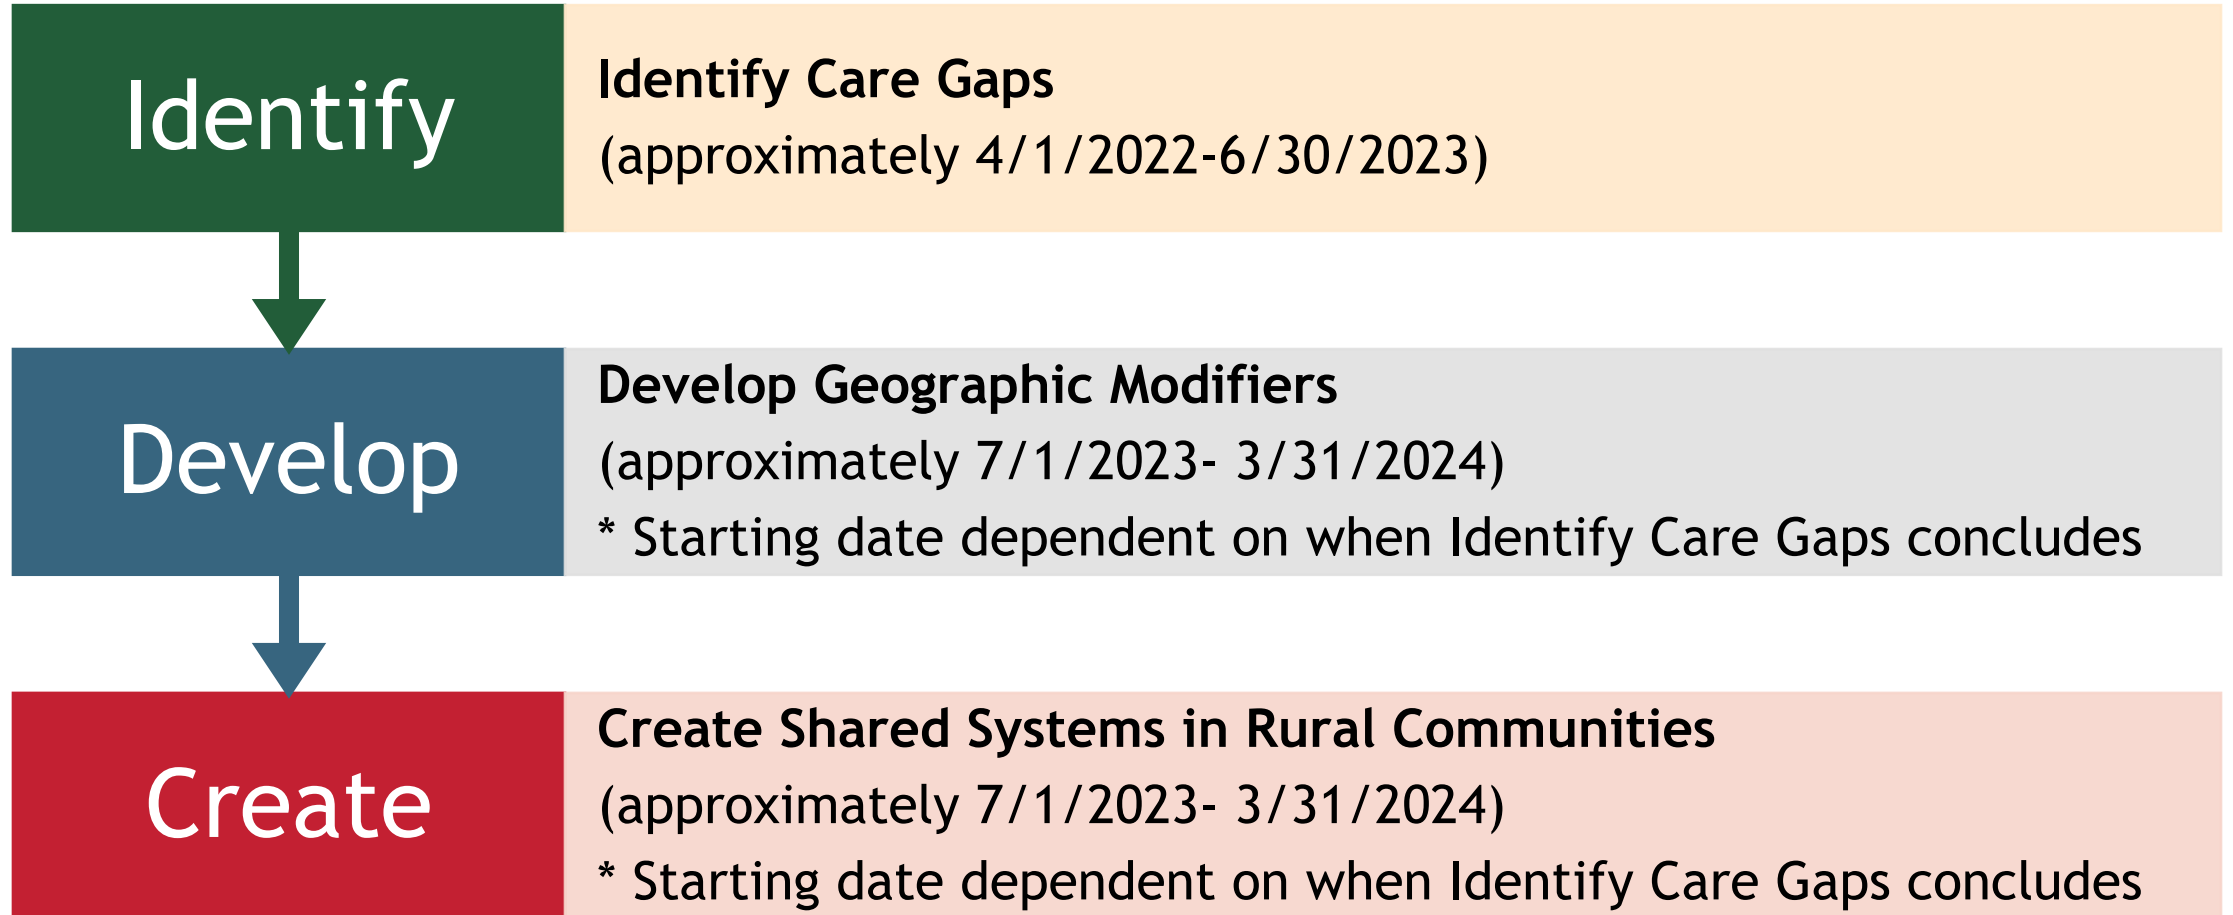 Identify
Identify Care Gaps
(approximately 4/1/2022-6/30/2023)
Develop
Develop Geographic Modifiers
(approximately 7/1/2023- 3/31/2024)
* Starting date dependent on when Identify Care Gaps concludes
Create
Create Shared Systems in Rural Communities
(approximately 7/1/2023- 3/31/2024)
* Starting date dependent on when Identify Care Gaps concludes